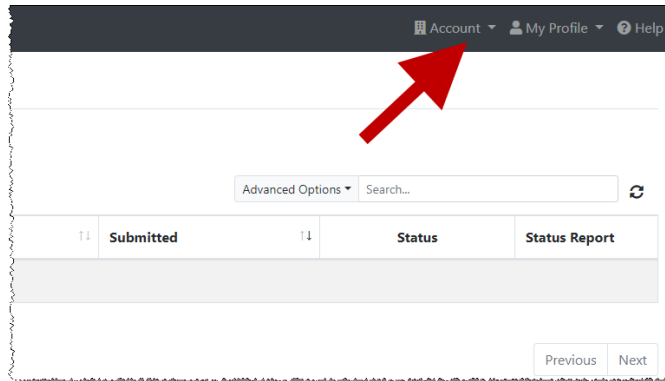 Account My Profile Help
Advanced Options Search...
Submitted Status Status Report
Previous Next